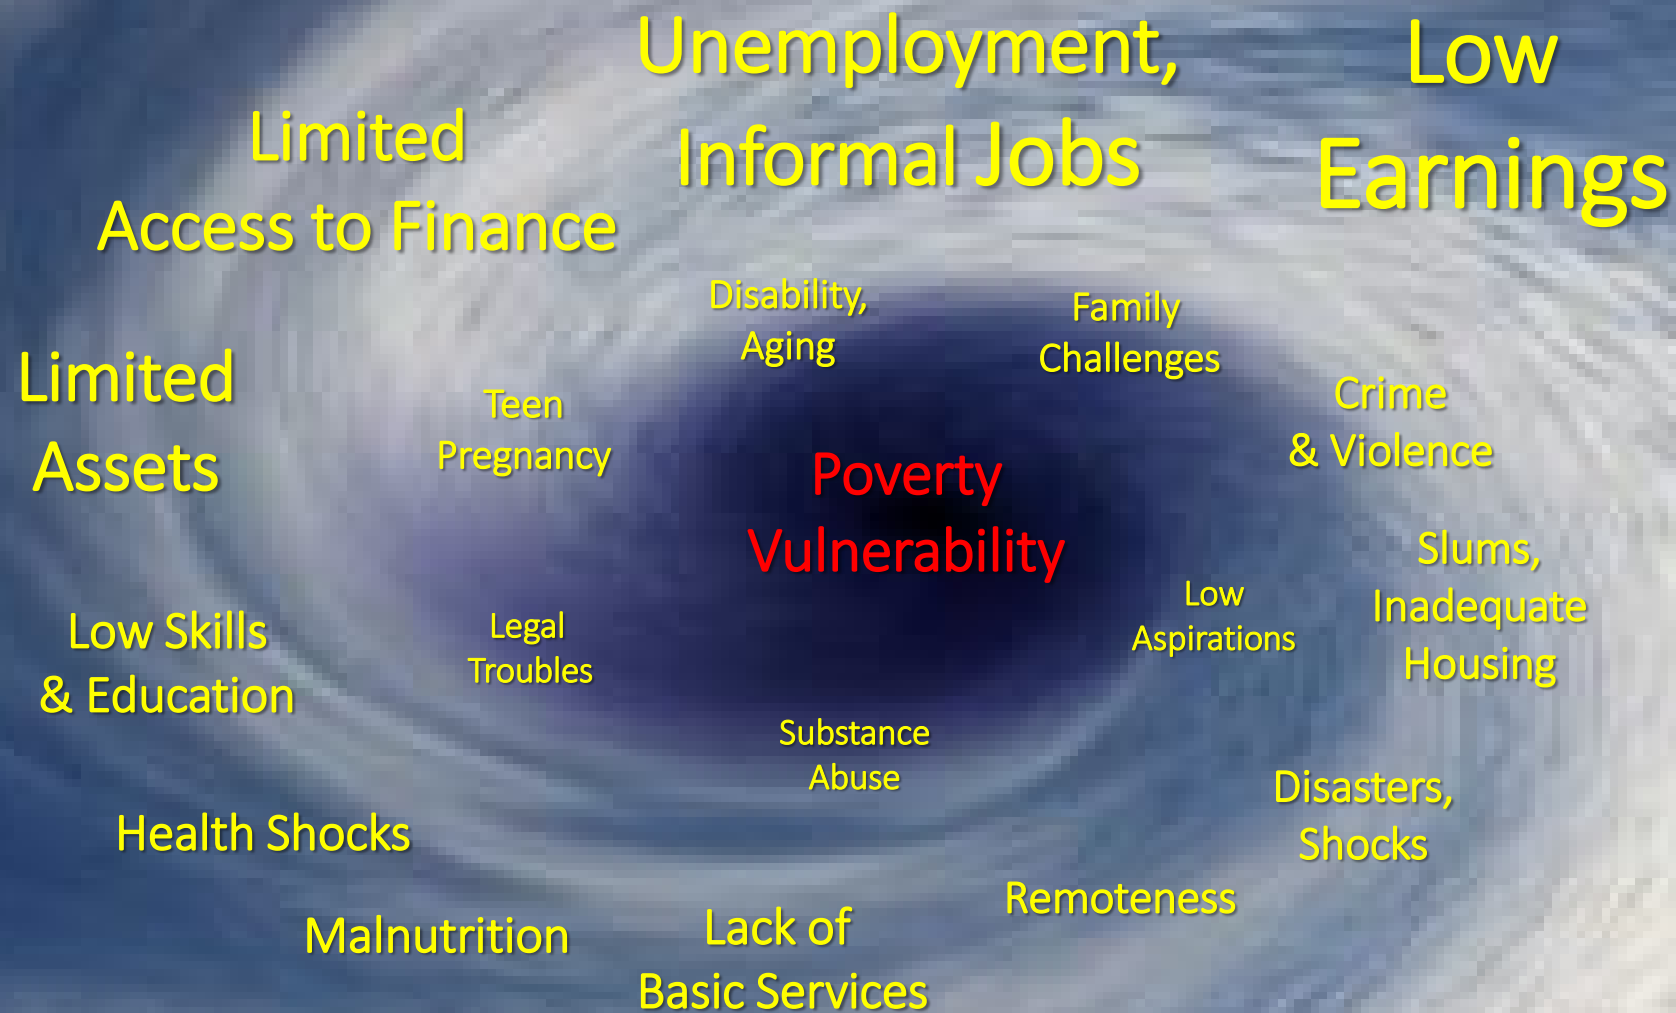 Unemployment,
Informal Jobs
Low
Earnings
Limited
Access to Finance
Disability,
Aging
Family
Challenges
Limited
Assets
Teen
Pregnancy
Crime
& Violence
Poverty
Vulnerability
Slums,
Inadequate
Housing
Low
Aspirations
Low Skills
& Education
Legal
Troubles
Substance
Abuse
Disasters,
Shocks
Health Shocks
Remoteness
Malnutrition
Lack of
Basic Services